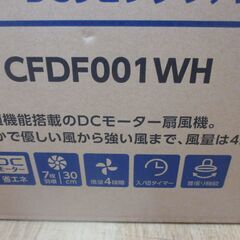 CFDF001WH
機能搭載のDCモーター扇風機。
かで優しい風から強い風まで、風量は4
DC モーター
省エネ
7枚羽根
30cm
風量4段階
入/切タイマー
首振り機能